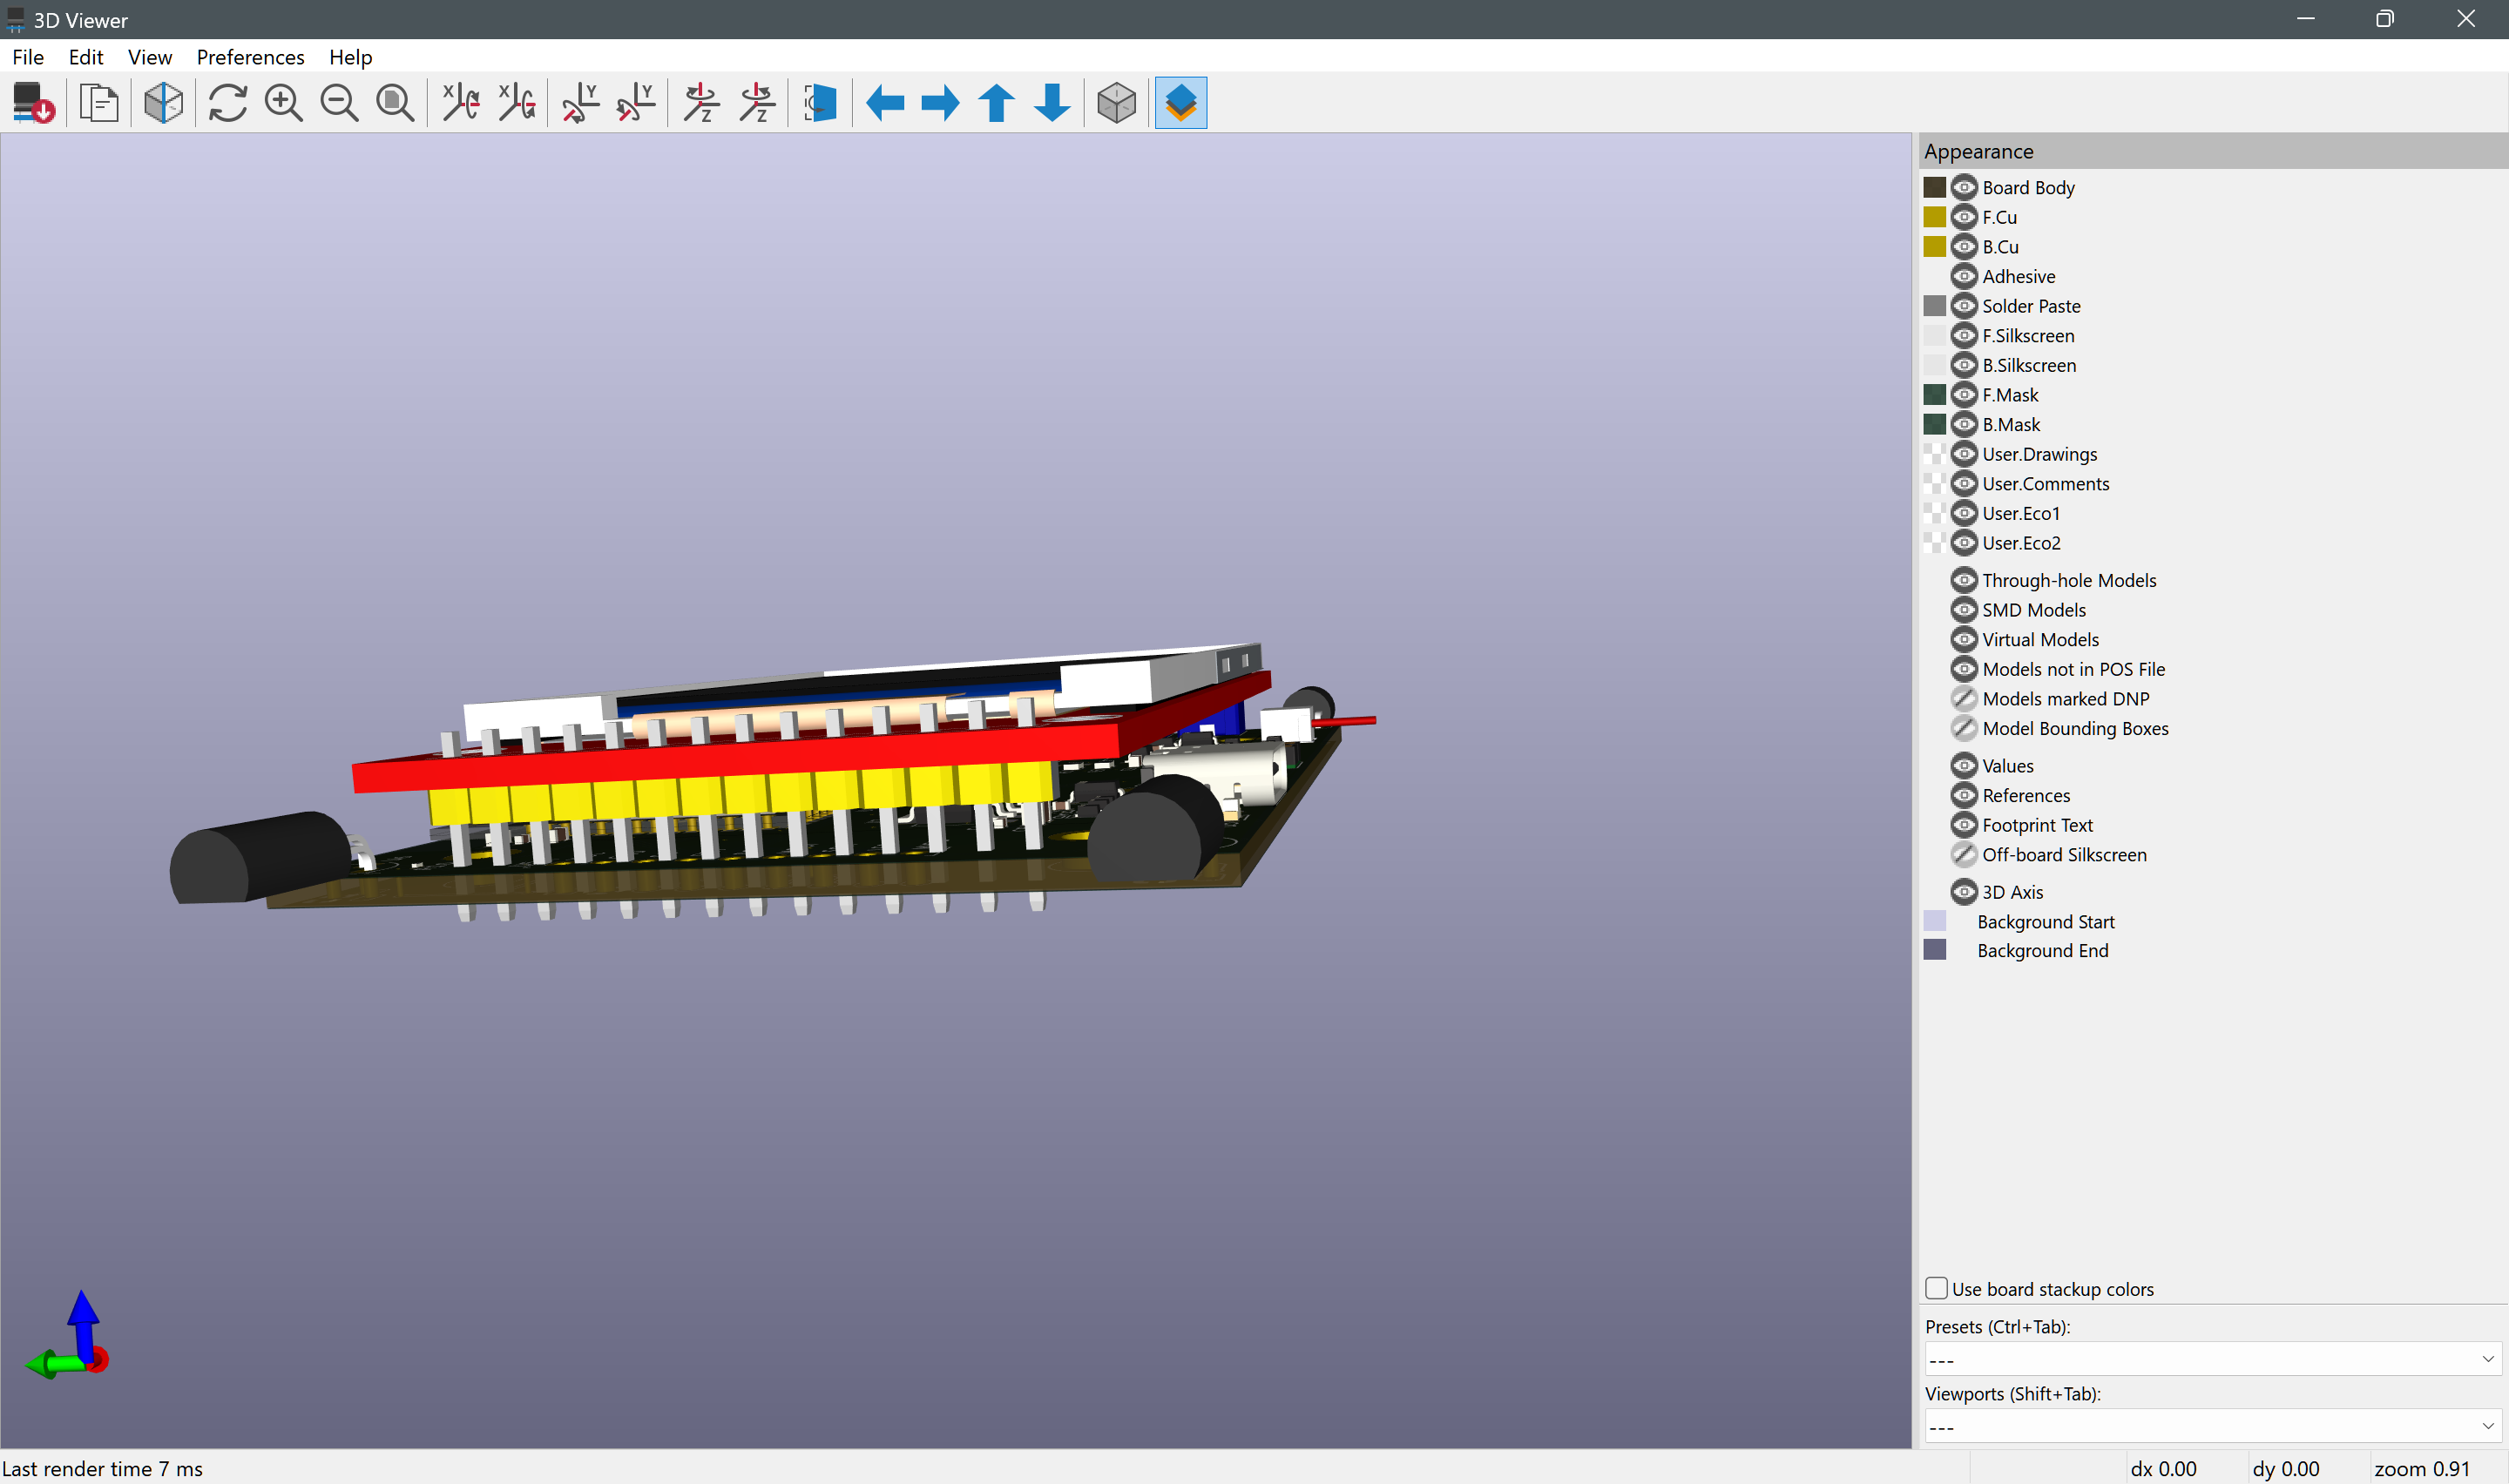 3D Viewer
File Edit View Preferences Help
X X Y Y Z Z
Appearance
Board Body
F.Cu
B.Cu
Adhesive
Solder Paste
F.Silkscreen
B.Silkscreen
F.Mask
B.Mask
User.Drawings
User.Comments
User.Eco1
User.Eco2
Through-hole Models
SMD Models
Virtual Models
Models not in POS File
Models marked DNP
Model Bounding Boxes
Values
References
Footprint Text
Off-board Silkscreen
3D Axis
Background Start
Background End
Use board stackup colors
Presets (Ctrl+Tab):
---
Viewports (Shift+Tab):
---
Last render time 7 ms dx 0.00 dy 0.00 zoom 0.91